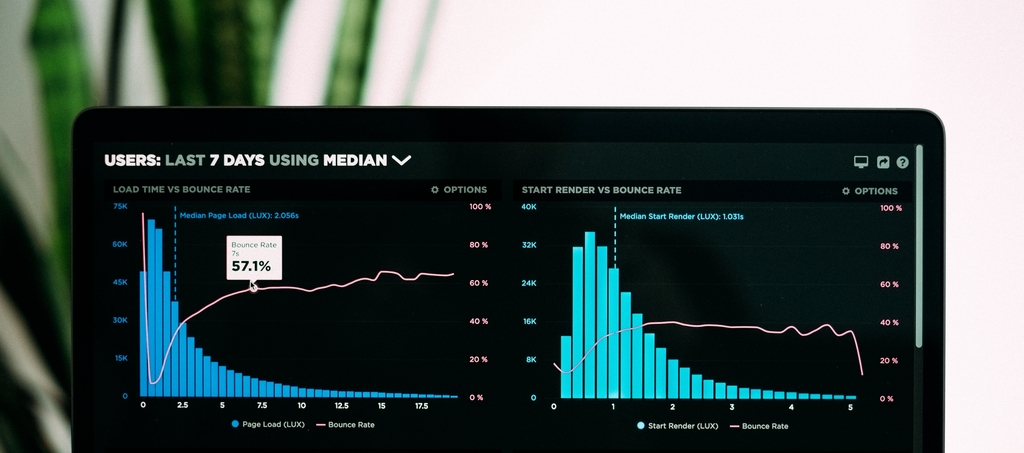 USERS: LAST 7 DAYS USING MEDIAN
LOAD TIME VS BOUNCE RATE
OPTIONS
75K
60K
45K
30K
15K
0
Median Page Load (LUX): 2.056s
Bounce Rate
7s
57.1%
100 %
80 %
60 %
40 %
20 %
0 %
0 2.5 5 7.5 10 12.5 15 17.5
Page Load (LUX) Bounce Rate
START RENDER VS BOUNCE RATE
OPTIONS
40K
32K
24K
16K
8K
0
Median Start Render (LUX): 1.031s
100 %
80 %
60 %
40 %
20 %
0 %
0 1 2 3 4 5
Start Render (LUX) Bounce Rate